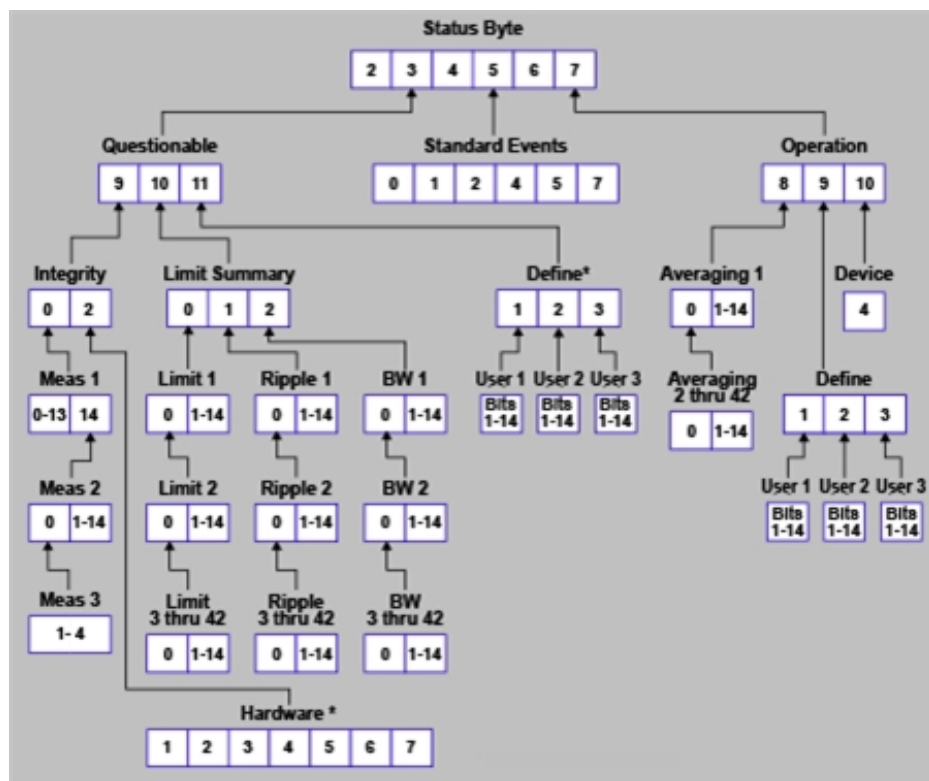 Status Byte
2 3 4 5 6 7
Questionable Standard Events Operation
9 10 11 0 1 2 4 5 7 8 9 10
Integrity Limit Summary Define* Averaging 1 Device
0 2 0 1 2 1 2 3 0 1-14 4
Meas 1 Limit 1 Ripple 1 BW 1 User 1 User 2 User 3 Averaging 2 thru 42 Define
0-13 14 0 1-14 0 1-14 0 1-14 Bits 1-14 Bits 1-14 Bits 1-14 0 1-14 1 2 3
Meas 2 Limit 2 Ripple 2 BW 2 User 1 User 2 User 3
0 1-14 0 1-14 0 1-14 0 1-14 Bits 1-14 Bits 1-14 Bits 1-14
Meas 3 Limit 3 thru 42 Ripple 3 thru 42 BW 3 thru 42
1- 4 0 1-14 0 1-14 0 1-14
Hardware *
1 2 3 4 5 6 7